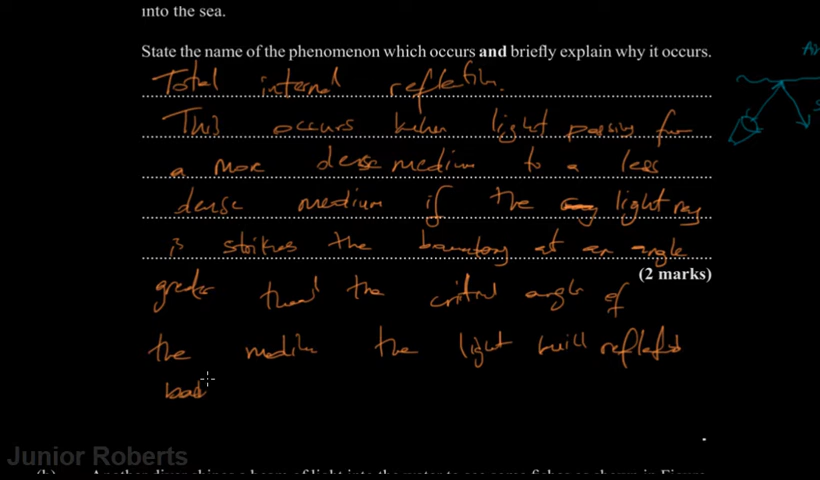 into the sea.
State the name of the phenomenon which occurs and briefly explain why it occurs.
Total internal reflection.
This occurs when light passing from
a more dense medium to a less
dense medium if the light ray
is strikes the boundary at an angle
(2 marks)
greater than the critical angle of
the medium the light will reflected
back
Junior Roberts